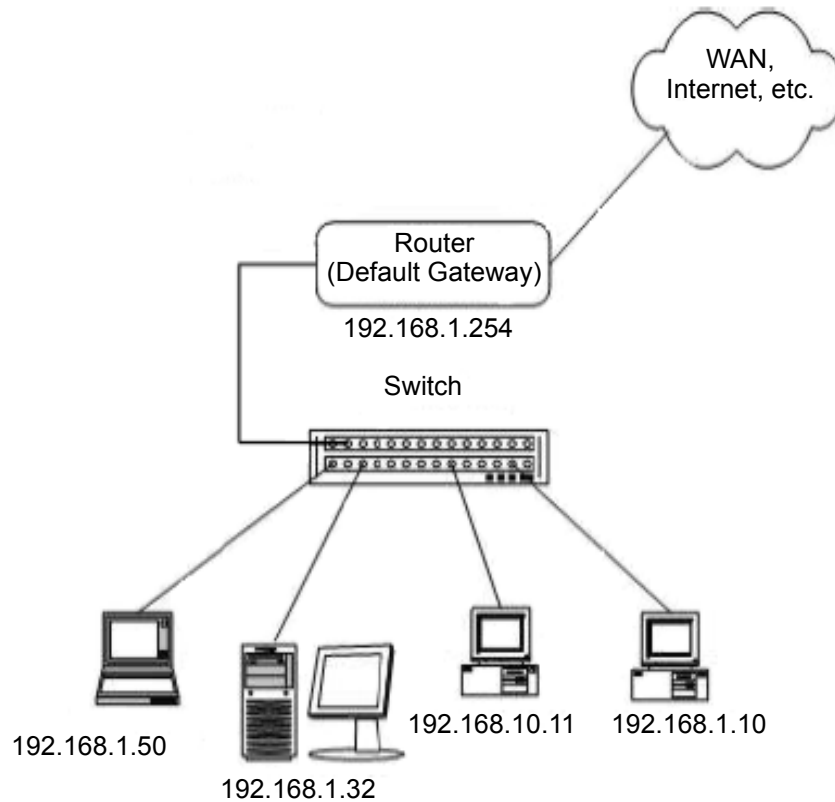 WAN,
Internet, etc.
Router
(Default Gateway)
192.168.1.254
Switch
192.168.1.50
192.168.1.32
192.168.10.11
192.168.1.10